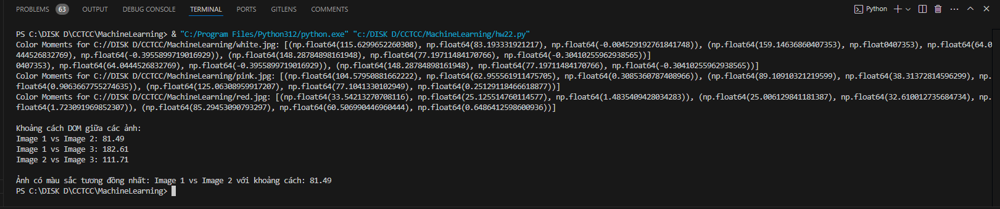 PROBLEMS 63 OUTPUT DEBUG CONSOLE TERMINAL PORTS GITLENS COMMENTS Python
PS C:\DISK D\CCTCC\MachineLearning> & "C:/Program Files/Python312/python.exe" "c:/DISK D/CCTCC/MachineLearning/hw22.py"
Color Moments for C://DISK D/CCTCC/MachineLearning/white.jpg: [(np.float64(115.6299652260308), np.float64(83.193331921217), np.float64(-0.004529192761841748)), (np.float64(159.14636860407353), np.float0407353), np.float64(64.0
444526832769), np.float64(-0.3955899719016929)), (np.float64(148.28784898161948), np.float64(77.19711484170766), np.float64(-0.30410255962938565))]
0407353), np.float64(64.0444526832769), np.float64(-0.3955899719016929)), (np.float64(148.28784898161948), np.float64(77.19711484170766), np.float64(-0.30410255962938565))]
Color Moments for C://DISK D/CCTCC/MachineLearning/pink.jpg: [(np.float64(104.57950881662222), np.float64(62.955561911475705), np.float64(0.3085360787408966)), (np.float64(89.10910321219599), np.float64(38.31372814596299), np.
float64(0.9063667755274635)), (np.float64(125.06308959917207), np.float64(77.1041330102949), np.float64(0.25129118466618877))]
Color Moments for C://DISK D/CCTCC/MachineLearning/red.jpg: [(np.float64(33.54213270708116), np.float64(25.125514760114577), np.float64(1.4835409428034283)), (np.float64(25.006129841181387), np.float64(32.610012735684734), np.
float64(1.723091969852307)), (np.float64(85.29453090793297), np.float64(60.506990446960444), np.float64(0.6486412598600936))]
Khoảng cách DOM giữa các ảnh:
Image 1 vs Image 2: 81.49
Image 1 vs Image 3: 182.61
Image 2 vs Image 3: 111.71
Ảnh có màu sắc tương đồng nhất: Image 1 vs Image 2 với khoảng cách: 81.49
PS C:\DISK D\CCTCC\MachineLearning>